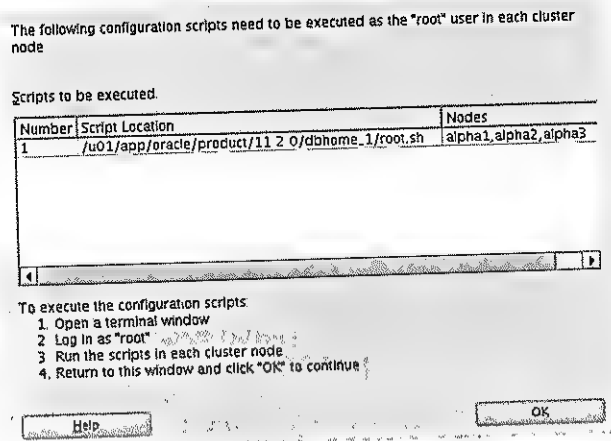 The following configuration scripts need to be executed as the "root" user in each cluster
node
Scripts to be executed.
Number Script Location Nodes
1 /u01/app/oracle/product/11 2 0/dbhome_1/root.sh alpha1,alpha2,alpha3
To execute the configuration scripts:
1. Open a terminal window
2 Log in as "root"
3 Run the scripts in each cluster node
4. Return to this window and click "OK" to continue
Help OK